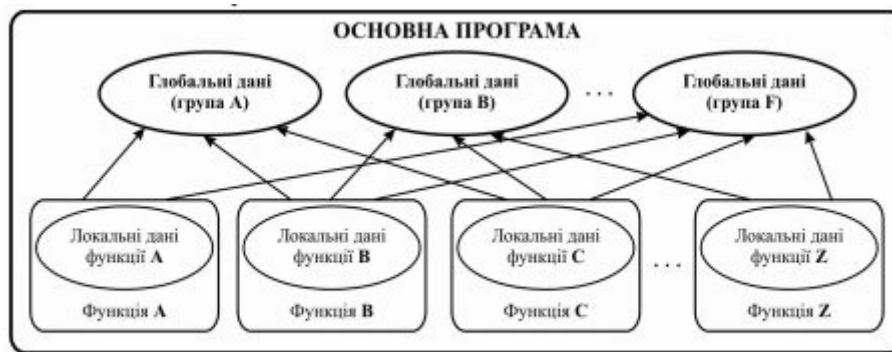 ОСНОВНА ПРОГРАМА
Глобальні дані
(група A)
Глобальні дані
(група B)
. . .
Глобальні дані
(група F)
Локальні дані
функції A
Функція A
Локальні дані
функції B
Функція B
Локальні дані
функції C
Функція C
. . .
Локальні дані
функції Z
Функція Z